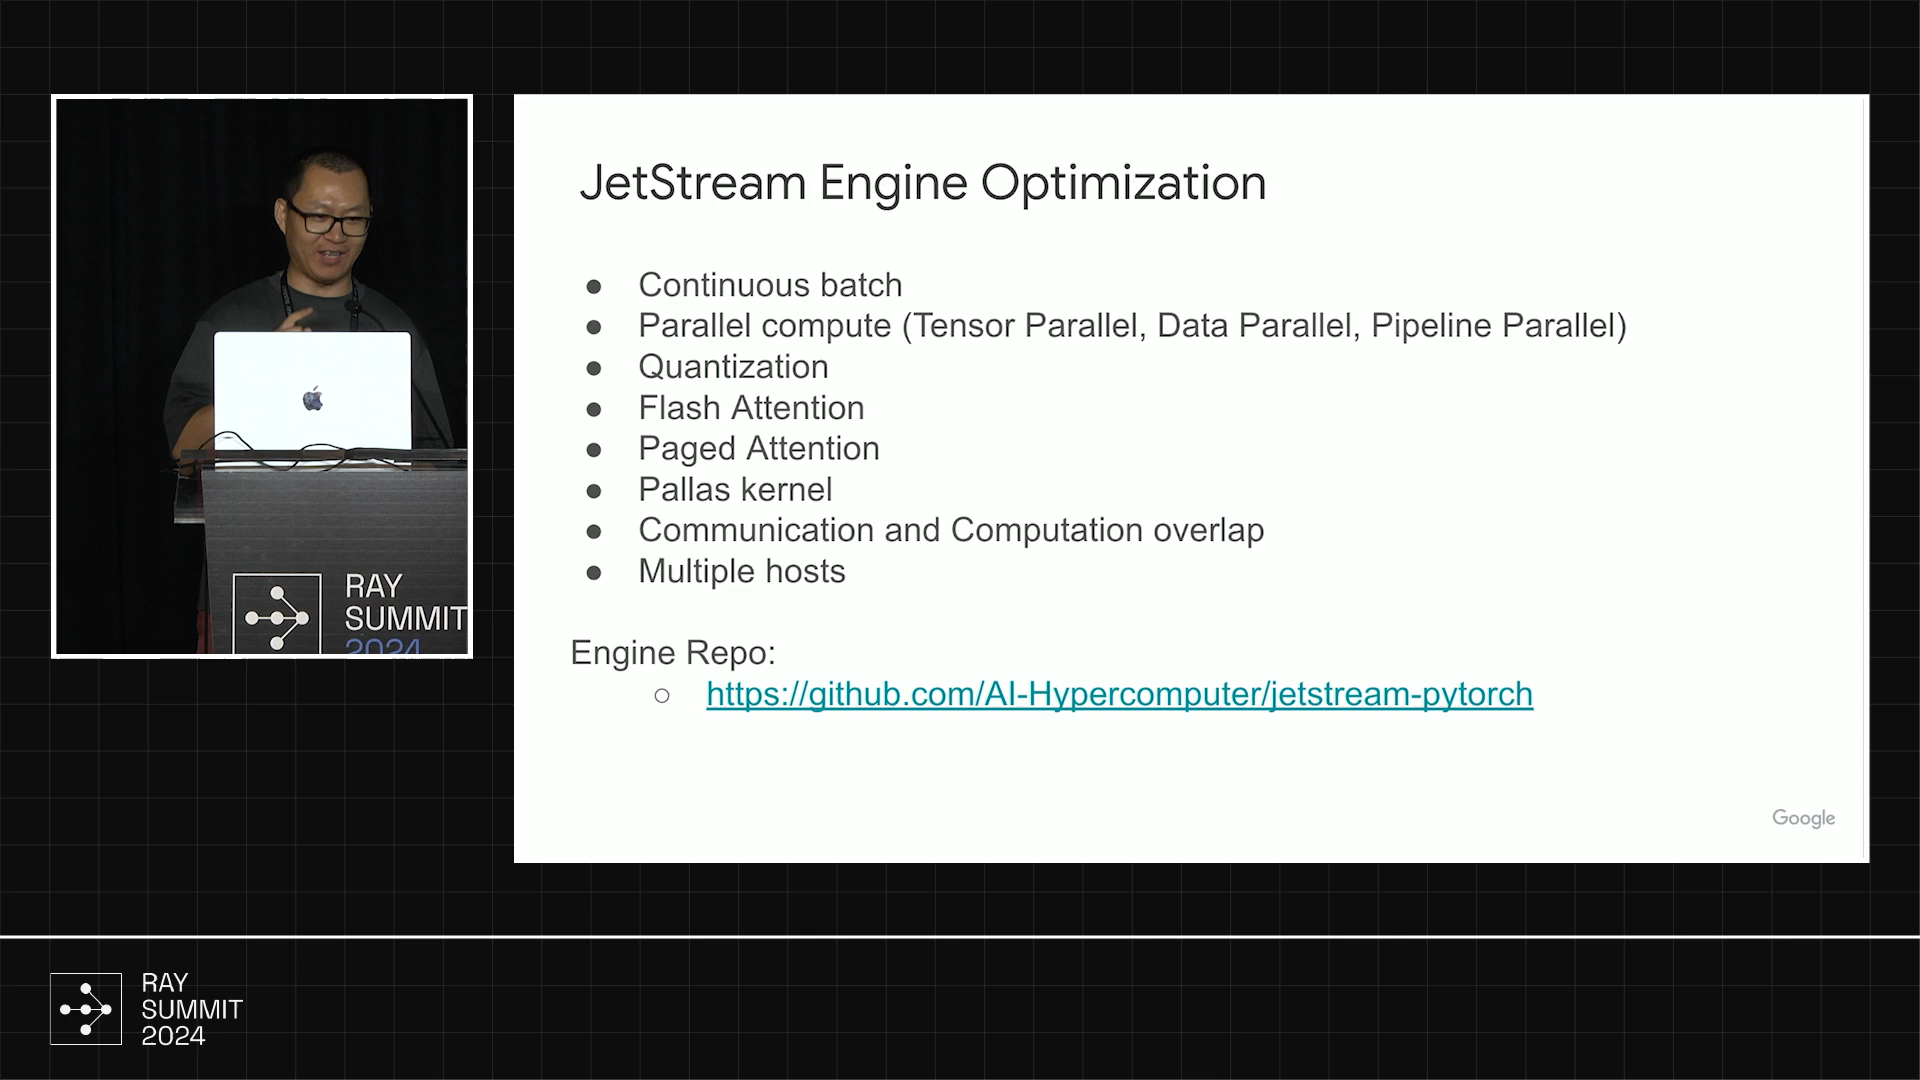 JetStream Engine Optimization
● Continuous batch
● Parallel compute (Tensor Parallel, Data Parallel, Pipeline Parallel)
● Quantization
● Flash Attention
● Paged Attention
● Pallas kernel
● Communication and Computation overlap
● Multiple hosts
Engine Repo:
○ https://github.com/AI-Hypercomputer/jetstream-pytorch
Google
RAY
SUMMIT
2024
RAY
SUMMIT
2024